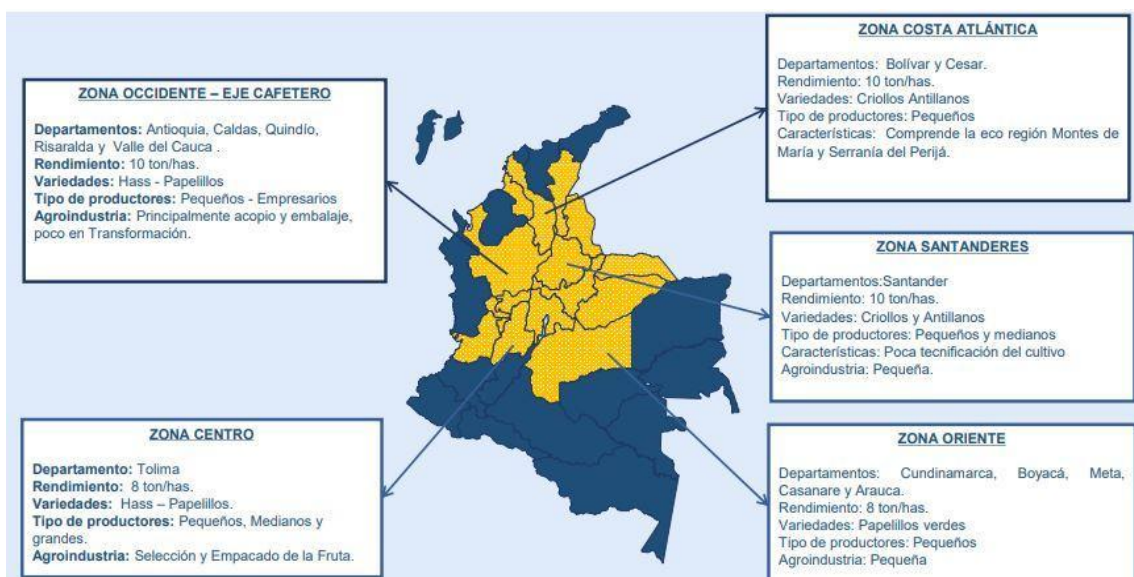 ZONA COSTA ATLÁNTICA
Departamentos: Bolívar y Cesar.
Rendimiento: 10 ton/has.
Variedades: Criollos Antillanos
Tipo de productores: Pequeños
Características: Comprende la eco región Montes de
María y Serranía del Perijá.
ZONA OCCIDENTE – EJE CAFETERO
Departamentos: Antioquia, Caldas, Quindío,
Risaralda y Valle del Cauca .
Rendimiento: 10 ton/has.
Variedades: Hass - Papelillos
Tipo de productores: Pequeños - Empresarios
Agroindustria: Principalmente acopio y embalaje,
poco en Transformación.
ZONA SANTANDERES
Departamentos:Santander
Rendimiento: 10 ton/has.
Variedades: Criollos y Antillanos
Tipo de productores: Pequeños y medianos
Características: Poca tecnificación del cultivo
Agroindustria: Pequeña.
ZONA CENTRO
Departamento: Tolima
Rendimiento: 8 ton/has.
Variedades: Hass – Papelillos.
Tipo de productores: Pequeños, Medianos y
grandes.
Agroindustria: Selección y Empacado de la Fruta.
ZONA ORIENTE
Departamentos: Cundinamarca, Boyacá, Meta,
Casanare y Arauca.
Rendimiento: 8 ton/has.
Variedades: Papelillos verdes
Tipo de productores: Pequeños
Agroindustria: Pequeña